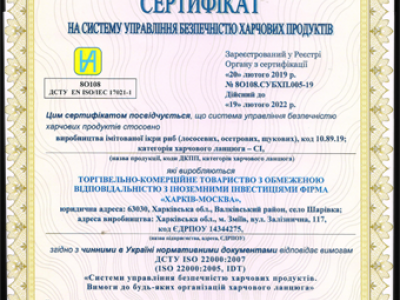 СЕРТИФІКАТ
НА СИСТЕМУ УПРАВЛІННЯ БЕЗПЕЧНІСТЮ ХАРЧОВИХ ПРОДУКТІВ
8О108
ДСТУ EN ISO/IEC 17021-1
Зареєстрований у Реєстрі
Органу з сертифікації
«20» лютого 2019 р.
№ 8О108.СУБХП.005-19
Дійсний до
«19» лютого 2022 р.
Цим сертифікатом посвідчується, що система управління безпечністю
харчових продуктів стосовно
виробництва імітованої ікри риб (лососевих, осетрових, щукових), код 10.89.19;
категорія харчового ланцюга – CI,
(назва продукції, коди ДКПП, категорія харчового ланцюга)
які виробляються
ТОРГІВЕЛЬНО-КОМЕРЦІЙНЕ ТОВАРИСТВО З ОБМЕЖЕНОЮ
ВІДПОВІДАЛЬНІСТЮ З ІНОЗЕМНИМИ ІНВЕСТИЦІЯМИ ФІРМА
«ХАРКІВ-МОСКВА»,
юридична адреса: 63030, Харківська обл., Валківський район, село Шарівка;
адреса виробництва: Харківська обл., м. Зміїв, вул. Залізнична, 117,
код ЄДРПОУ 14344275,
(назва підприємства, адреса, ЄДРПОУ)
згідно з чинними в Україні нормативними документами відповідає вимогам
ДСТУ ISO 22000:2007
(ISO 22000:2005, IDT)
«Системи управління безпечністю харчових продуктів.
Вимоги до будь-яких організацій харчового ланцюга»